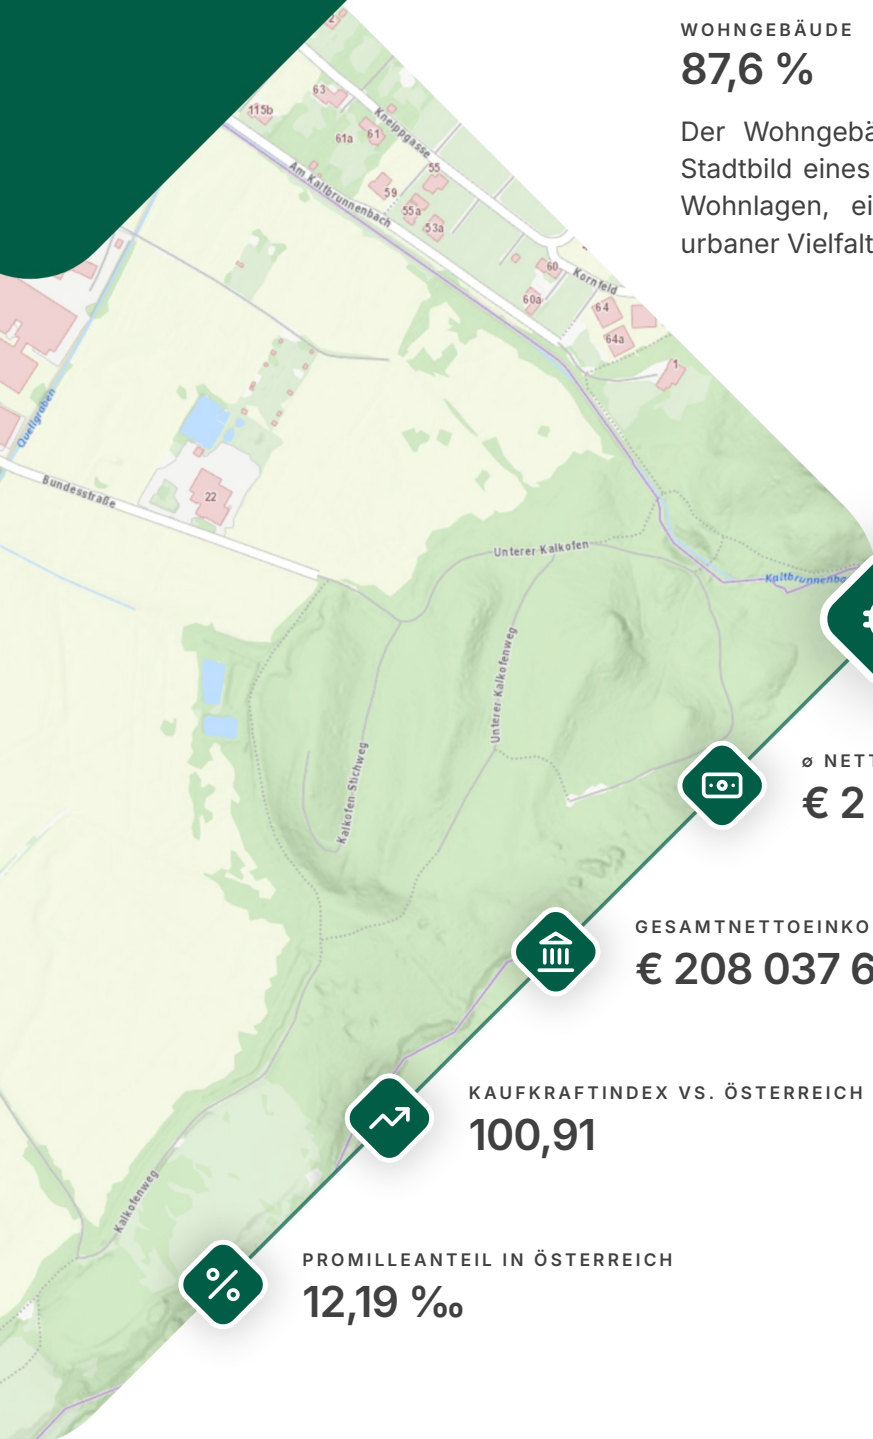 WOHNGEBÄUDE
87,6 %
Der Wohngebä
Stadtbild eines
Wohnlagen, ei
urbaner Vielfalt
2
63
115b
Kneippgasse
61a
61
55
Am Kaltbrunnenbach
59
55a
53a
60
Kornfeld
60a
64
64a
1
Quellgraben
Bundesstraße
22
Unterer Kalkofen
Kaltbrunnenba
Unterer Kalkofenweg
Kalkofen-Stichweg
ø NETT
€ 2
GESAMTNETTOEINKO
€ 208 037 6
KAUFKRAFTINDEX VS. ÖSTERREICH
100,91
Kalkofenweg
PROMILLEANTEIL IN ÖSTERREICH
12,19 ‰